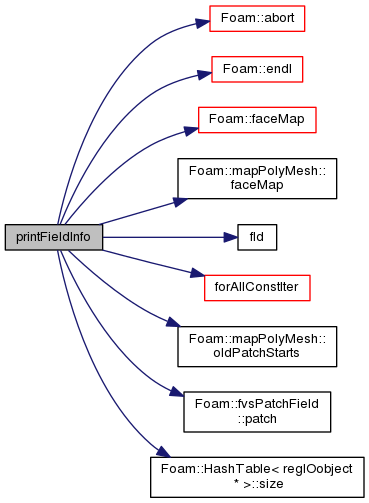 Foam::abort
Foam::endl
Foam::faceMap
Foam::mapPolyMesh::
faceMap
printFieldInfo
fld
forAllConstIter
Foam::mapPolyMesh::
oldPatchStarts
Foam::fvsPatchField
::patch
Foam::HashTable< regIOobject
* >::size